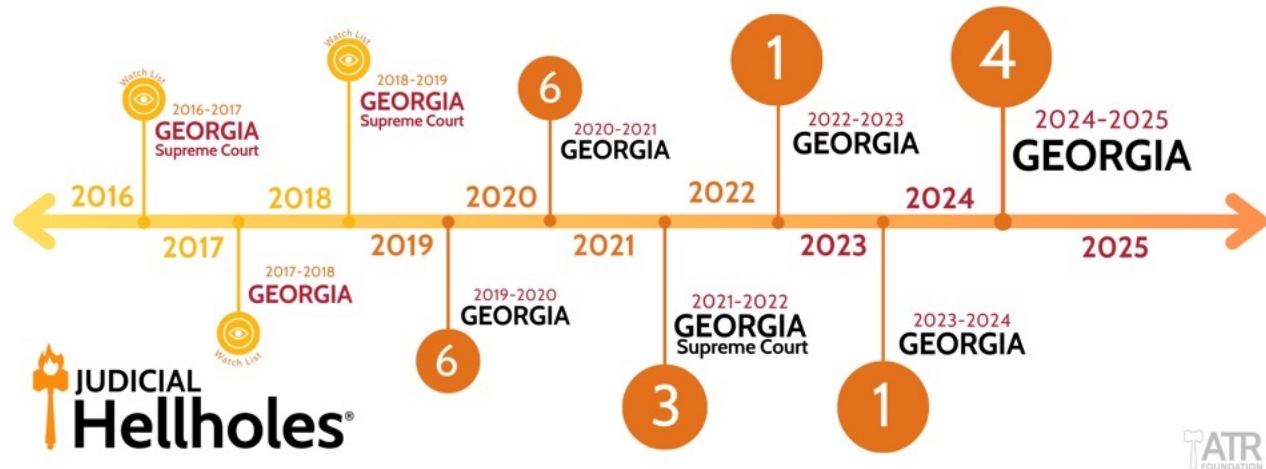 Watch List
2016-2017
GEORGIA
Supreme Court
Watch List
2018-2019
GEORGIA
Supreme Court
6
2020-2021
GEORGIA
1
2022-2023
GEORGIA
4
2024-2025
GEORGIA
2016
2018
2020
2022
2024
2017
2019
2021
2023
2025
2017-2018
GEORGIA
Watch List
2019-2020
GEORGIA
6
2021-2022
GEORGIA
Supreme Court
3
2023-2024
GEORGIA
1
JUDICIAL
Hellholes®
ATR
FOUNDATION